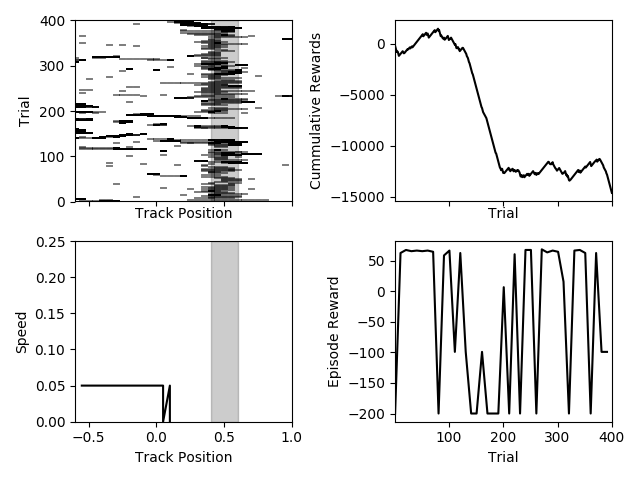 400
300
200
100
0
Trial
Track Position
0
−5000
−10000
−15000
Cummulative Rewards
Trial
0.25
0.20
0.15
0.10
0.05
0.00
Speed
−0.5 0.0 0.5 1.0
Track Position
50
0
−50
−100
−150
−200
Episode Reward
100 200 300 400
Trial